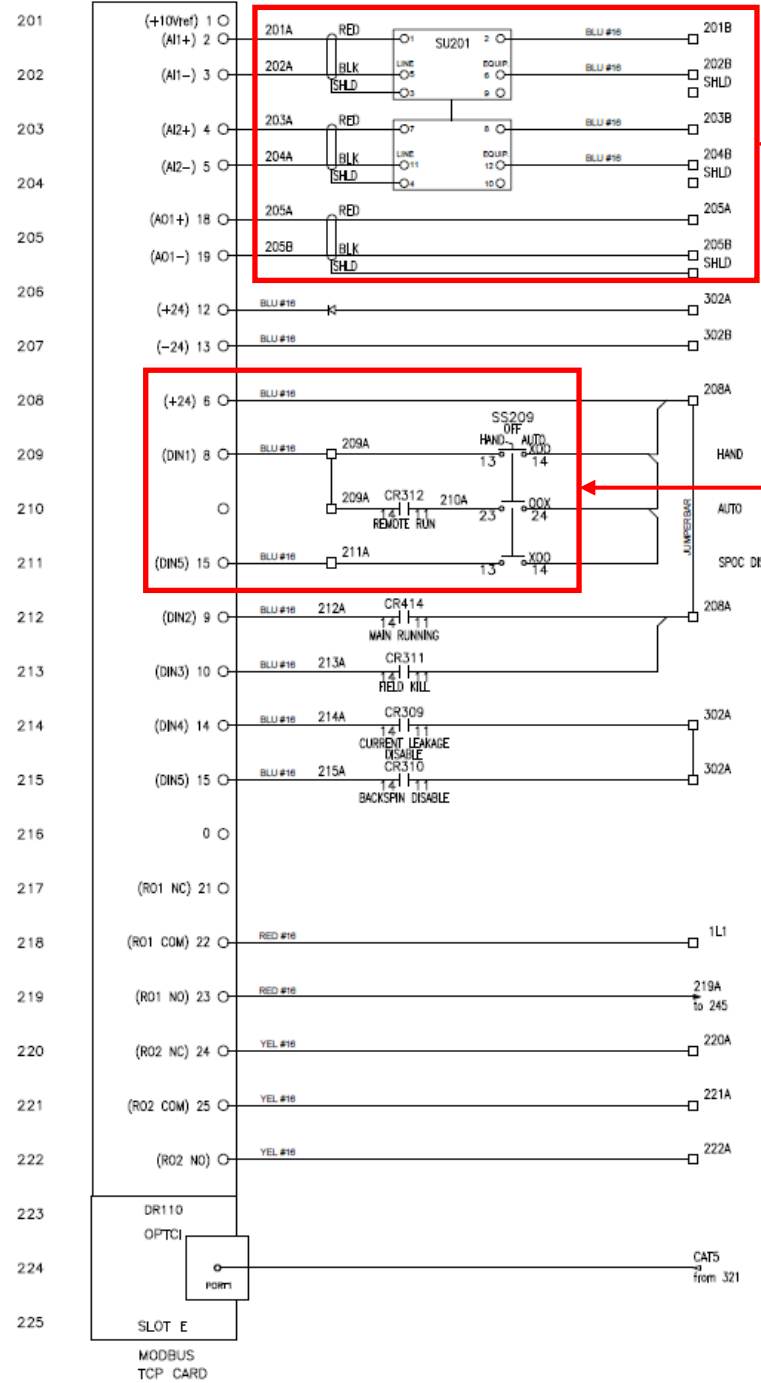 201 (+10Vref) 1
(AI1+) 2 201A RED 1 SU201 2 BLU #16 201B
202 (AI1-) 3 202A BLK LINE 5 EQUIP. 6 BLU #16 202B
SHLD 3 9 SHLD
203 (AI2+) 4 203A RED 7 8 BLU #16 203B
(AI2-) 5 204A BLK LINE 11 EQUIP. 12 BLU #16 204B
204 SHLD 4 10 SHLD
(AO1+) 18 205A RED 205A
205 (AO1-) 19 205B BLK 205B
SHLD SHLD
206 (+24) 12 BLU #16 302A
207 (-24) 13 BLU #16 302B
208 (+24) 6 BLU #16 208A
SS209
OFF
HAND AUTO
209 (DIN1) 8 BLU #16 209A 13 XOO 14 HAND
210 209A CR312 14 11 210A 23 OOX 24 AUTO
REMOTE RUN
JUMPERBAR
211 (DIN5) 15 BLU #16 211A 13 XOO 14 SPOC DI
212 (DIN2) 9 BLU #16 212A CR414 14 11 208A
MAIN RUNNING
213 (DIN3) 10 BLU #16 213A CR311 14 11
FIELD KILL
214 (DIN4) 14 BLU #16 214A CR309 14 11 302A
CURRENT LEAKAGE
DISABLE
215 (DIN5) 15 BLU #16 215A CR310 14 11 302A
BACKSPIN DISABLE
216 0
217 (RO1 NC) 21
218 (RO1 COM) 22 RED #16 1L1
219 (RO1 NO) 23 RED #16 219A
to 245
220 (RO2 NC) 24 YEL #16 220A
221 (RO2 COM) 25 YEL #16 221A
222 (RO2 NO) YEL #16 222A
223 DR110
OPTCI
224 PORT1 CAT5
from 321
225 SLOT E
MODBUS
TCP CARD